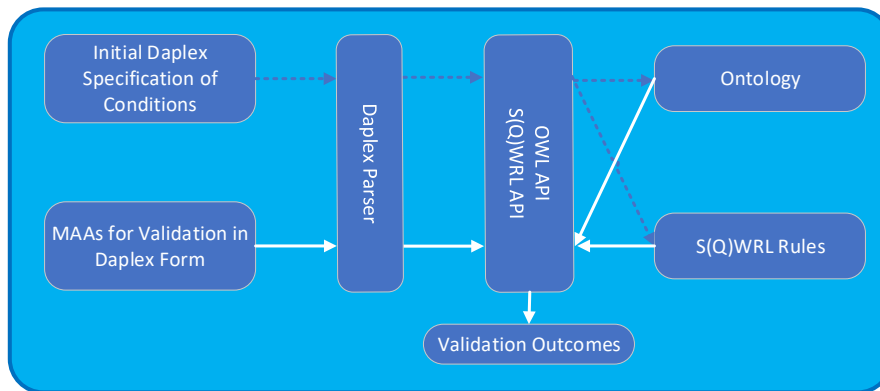 Initial Daplex
Specification of
Conditions
Daplex Parser
OWL API
S(Q)WRL API
Ontology
MAAs for Validation in
Daplex Form
S(Q)WRL Rules
Validation Outcomes